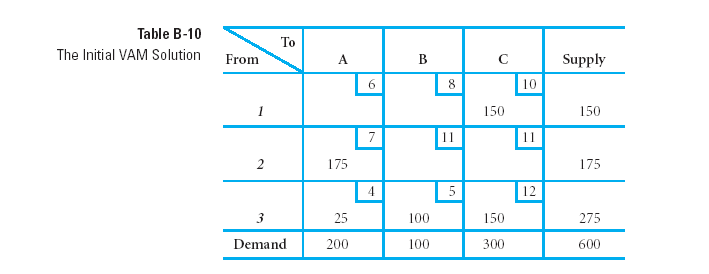 Table B-10
The Initial VAM Solution
To
From A B C Supply
6 8 10
1 150 150
7 11 11
2 175 175
4 5 12
3 25 100 150 275
Demand 200 100 300 600